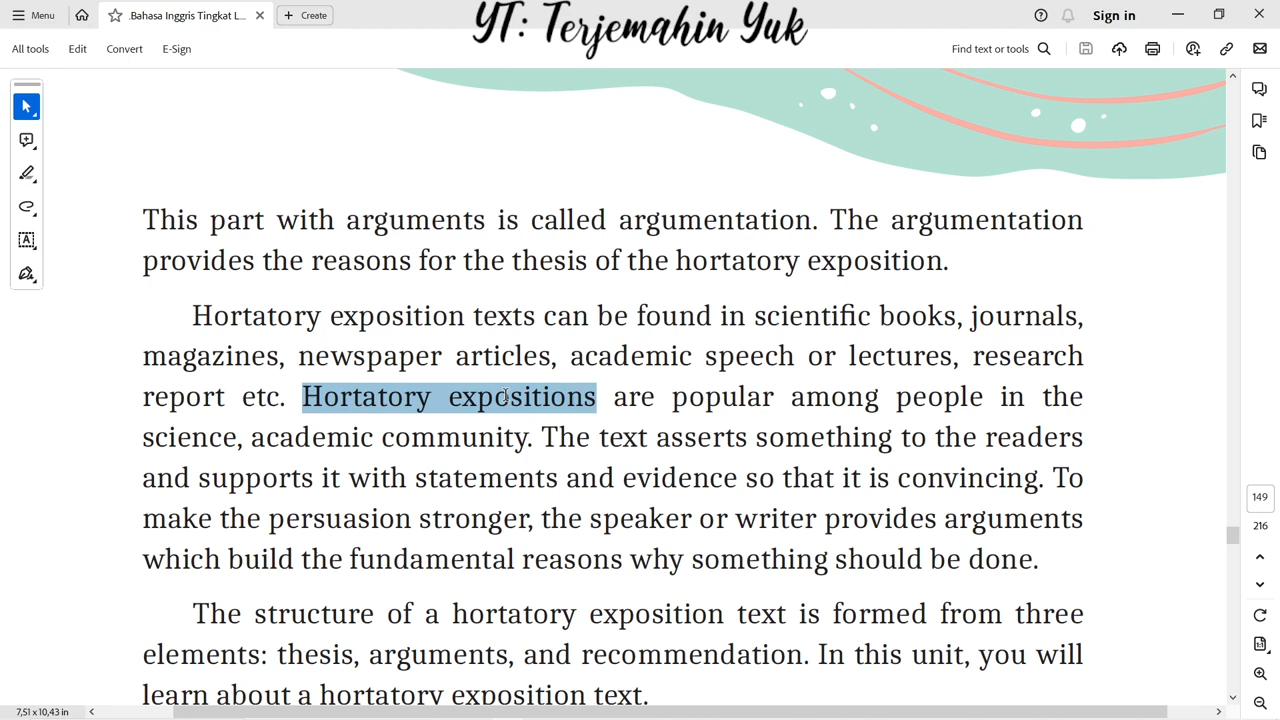 Menu
.Bahasa Inggris Tingkat L...
Create
YT: Terjemahin Yuk
Sign in
All tools
Edit
Convert
E-Sign
Find text or tools
This part with arguments is called argumentation. The argumentation
provides the reasons for the thesis of the hortatory exposition.
Hortatory exposition texts can be found in scientific books, journals,
magazines, newspaper articles, academic speech or lectures, research
report etc. Hortatory expositions are popular among people in the
science, academic community. The text asserts something to the readers
and supports it with statements and evidence so that it is convincing. To
make the persuasion stronger, the speaker or writer provides arguments
which build the fundamental reasons why something should be done.
The structure of a hortatory exposition text is formed from three
elements: thesis, arguments, and recommendation. In this unit, you will
learn about a hortatory exposition text.
149
216
7,51 x 10,43 in